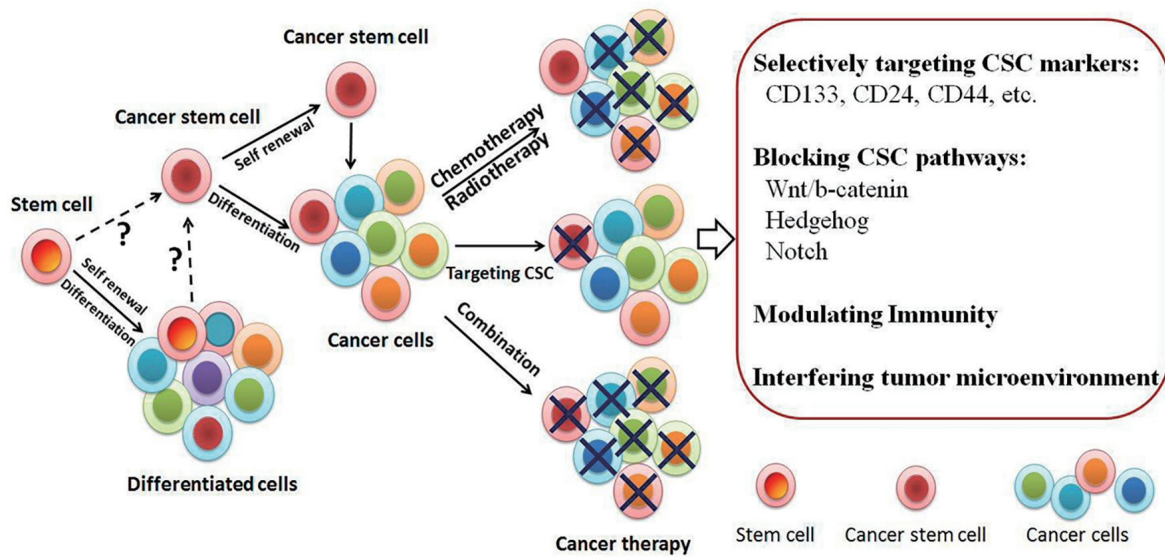 Cancer stem cell
Cancer stem cell
Self renewal
Differentiation
Stem cell
?
?
Self renewal
Differentiation
Differentiated cells
Cancer cells
Chemotherapy
Radiotherapy
Targeting CSC
Combination
Cancer therapy
Selectively targeting CSC markers:
CD133, CD24, CD44, etc.
Blocking CSC pathways:
Wnt/b-catenin
Hedgehog
Notch
Modulating Immunity
Interfering tumor microenvironment
Stem cell
Cancer stem cell
Cancer cells